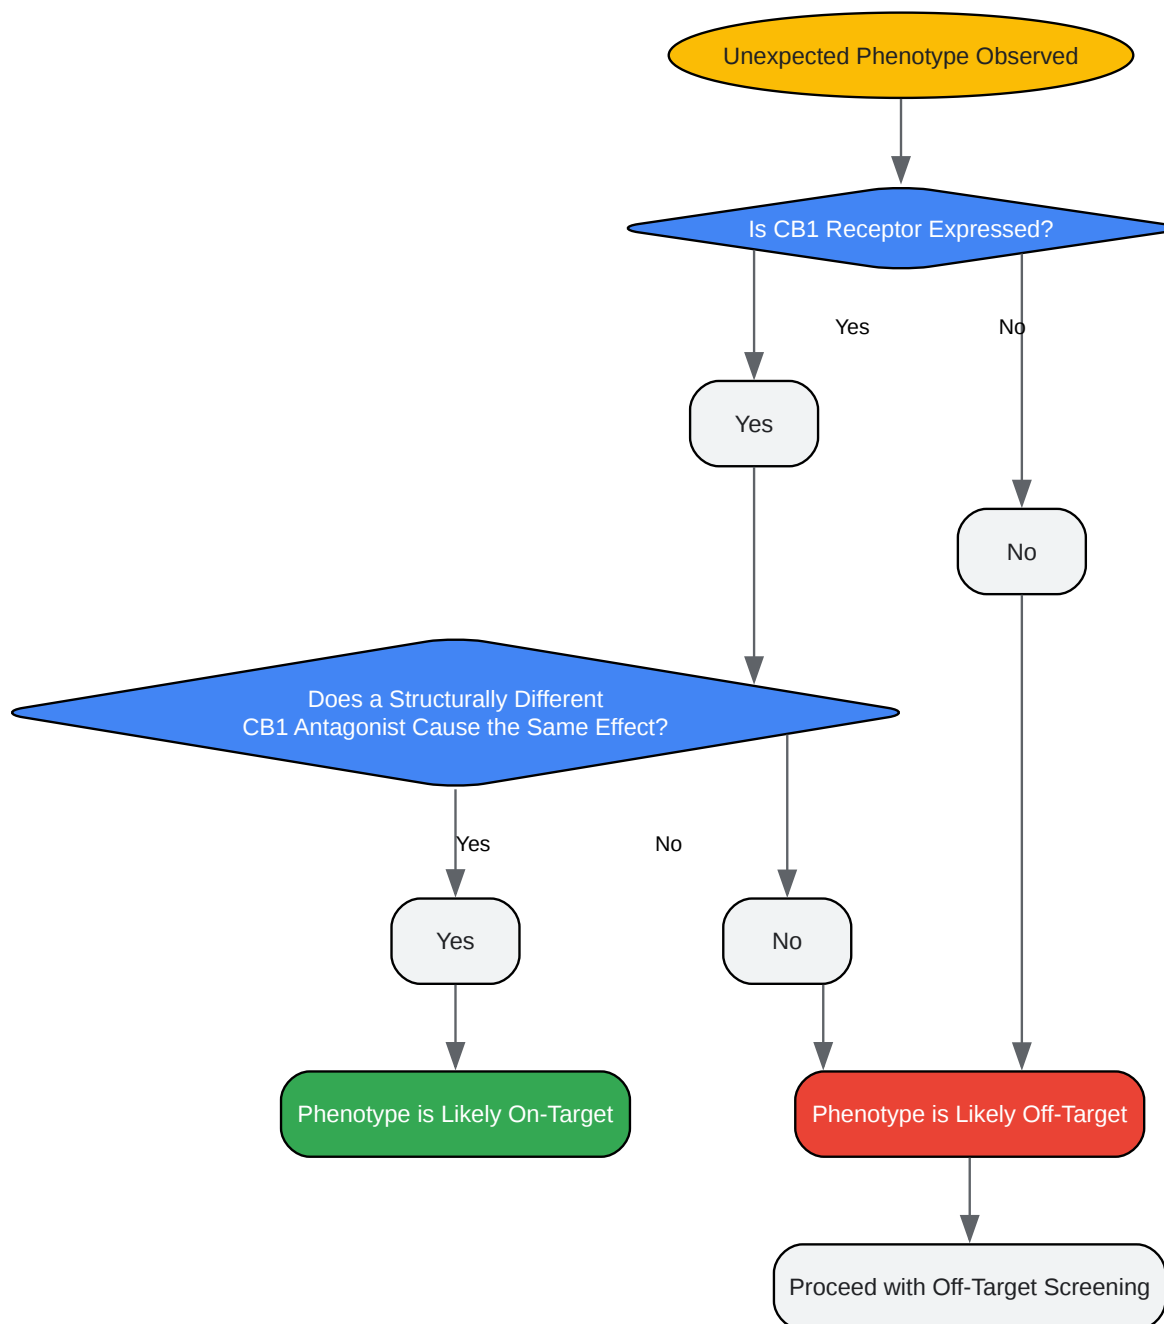 Unexpected Phenotype Observed
Is CB1 Receptor Expressed?
Yes
No
Yes
No
Does a Structurally Different
CB1 Antagonist Cause the Same Effect?
Yes
No
Yes
No
Phenotype is Likely On-Target
Phenotype is Likely Off-Target
Proceed with Off-Target Screening